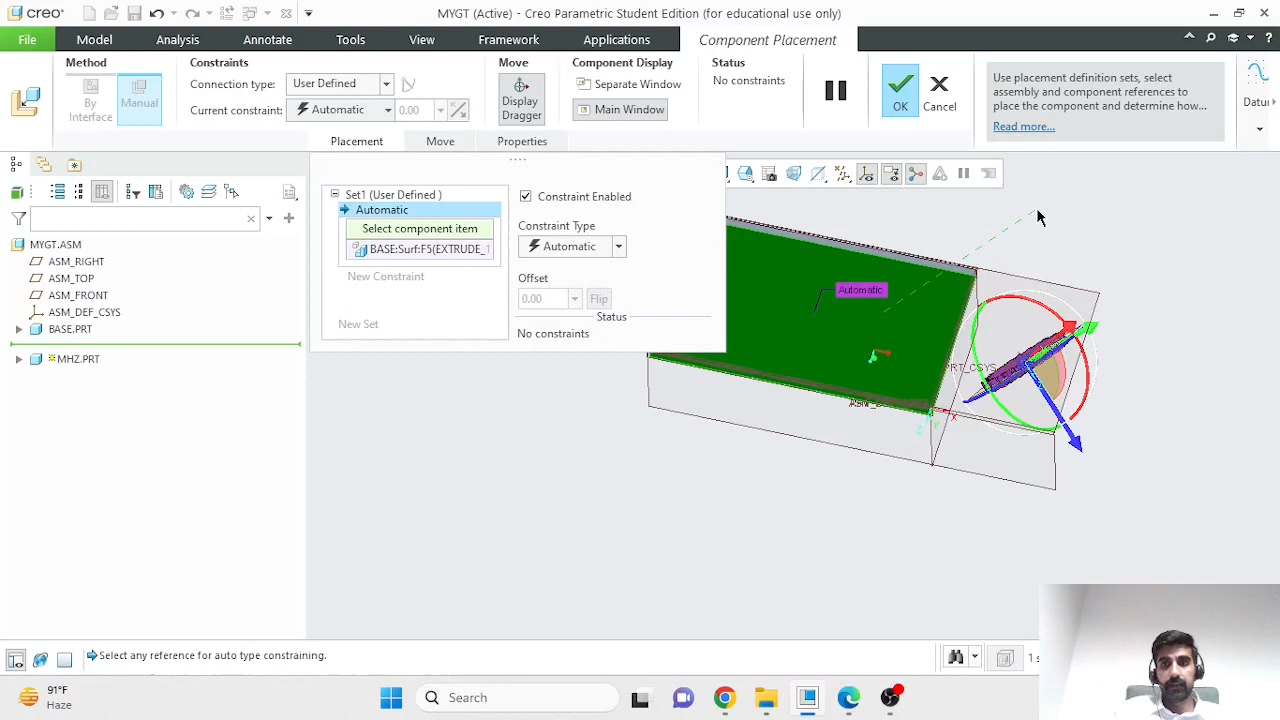 creo
MYGT (Active) - Creo Parametric Student Edition (for educational use only)
File Model Analysis Annotate Tools View Framework Applications Component Placement
Method Constraints Move Component Display Status
By Interface
Manual
Connection type: User Defined
Current constraint: Automatic 0.00
Display Dragger
Separate Window
Main Window
No constraints
OK
Cancel
Use placement definition sets, select
assembly and component references to
place the component and determine how...
Read more...
Datu
Placement Move Properties
Set1 (User Defined )
Automatic
Select component item
BASE:Surf:F5(EXTRUDE_1
New Constraint
New Set
Constraint Enabled
Constraint Type
Automatic
Offset
0.00 Flip
Status
No constraints
MYGT.ASM
ASM_RIGHT
ASM_TOP
ASM_FRONT
ASM_DEF_CSYS
BASE.PRT
MHZ.PRT
Automatic
PRT_CSYS
X
Select any reference for auto type constraining.
91°F
Haze
Search